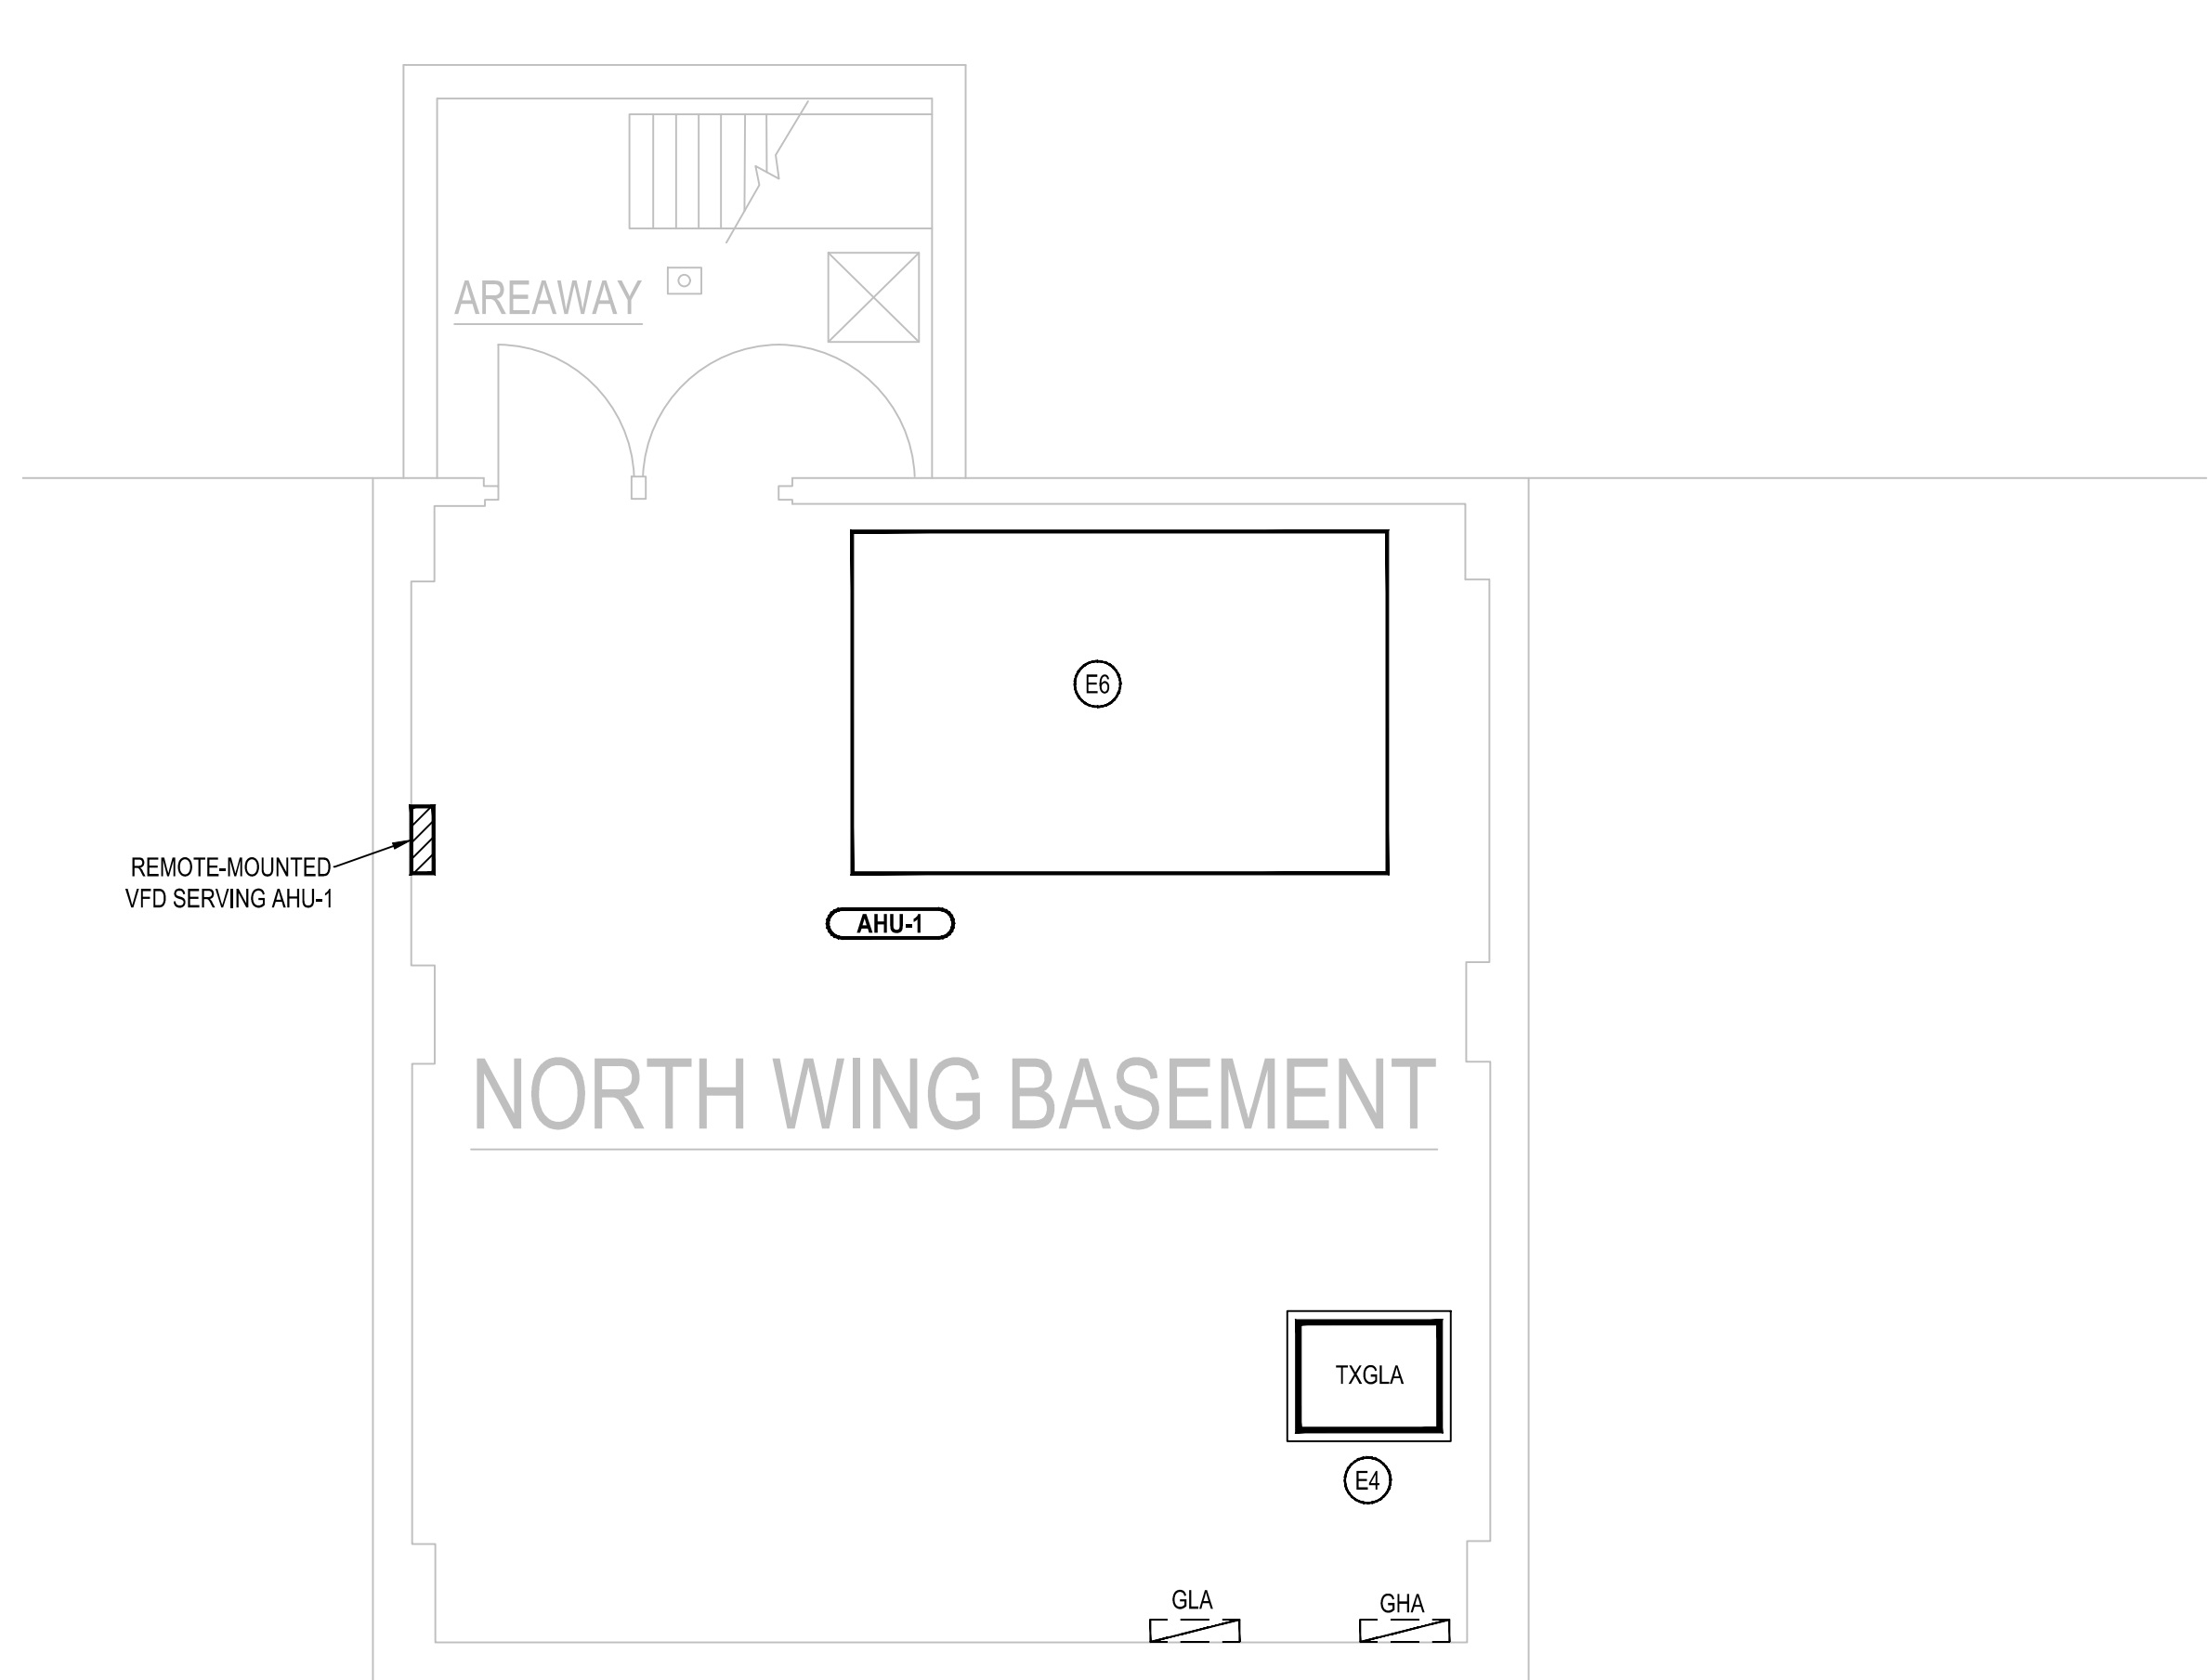 AREAWAY
E6
REMOTE-MOUNTED
VFD SERVING AHU-1
AHU-1
NORTH WING BASEMENT
TXGLA
E4
GLA
GHA